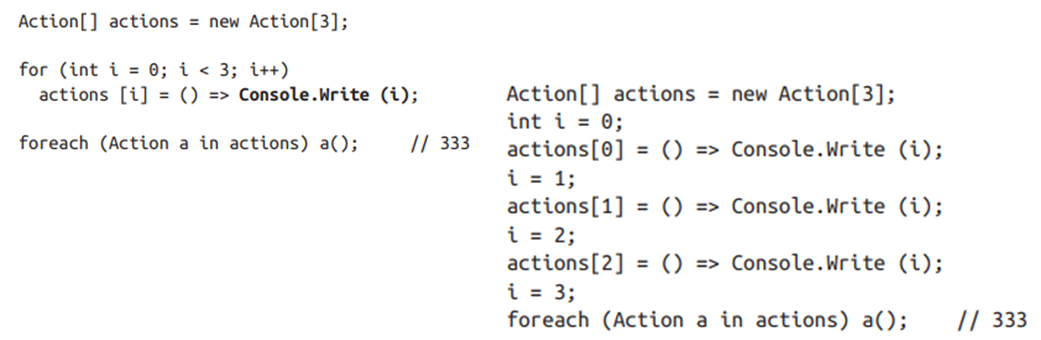 Action[] actions = new Action[3];
for (int i = 0; i < 3; i++)
actions [i] = () => Console.Write (i);
foreach (Action a in actions) a();     // 333
Action[] actions = new Action[3];
int i = 0;
actions[0] = () => Console.Write (i);
i = 1;
actions[1] = () => Console.Write (i);
i = 2;
actions[2] = () => Console.Write (i);
i = 3;
foreach (Action a in actions) a();    // 333